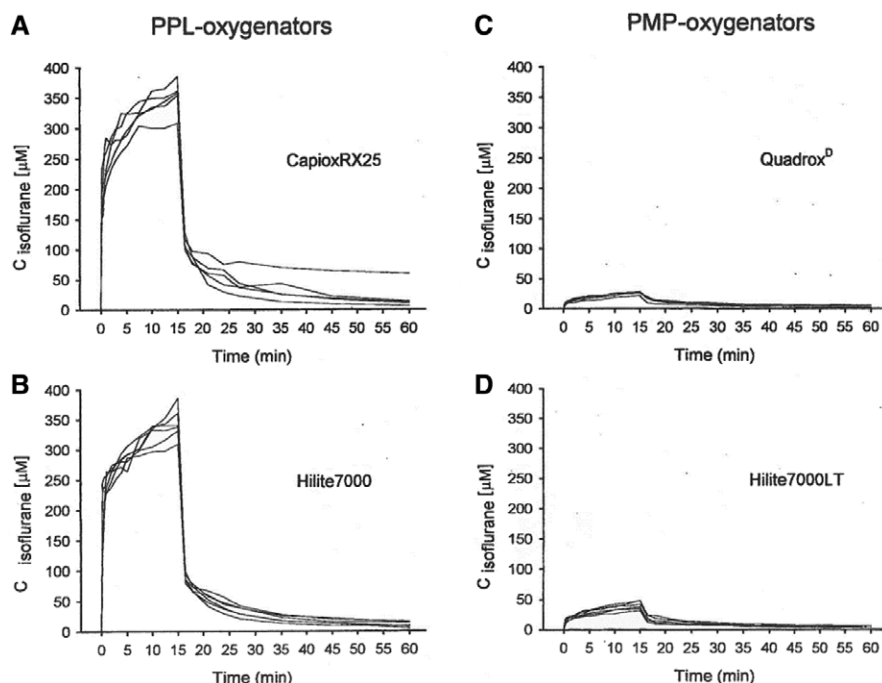 PPL-oxygenators
PMP-oxygenators
A
400
350
300
250
200
150
100
50
0
C isoflurane [µM]
CapioxRX25
0 5 10 15 20 25 30 35 40 45 50 55 60
Time (min)
B
400
350
300
250
200
150
100
50
0
C isoflurane [µM]
Hilite7000
0 5 10 15 20 25 30 35 40 45 50 55 60
Time (min)
C
400
350
300
250
200
150
100
50
0
C isoflurane [µM]
Quadrox^D
0 5 10 15 20 25 30 35 40 45 50 55 60
Time (min)
D
400
350
300
250
200
150
100
50
0
C isoflurane [µM]
Hilite7000LT
0 5 10 15 20 25 30 35 40 45 50 55 60
Time (min)